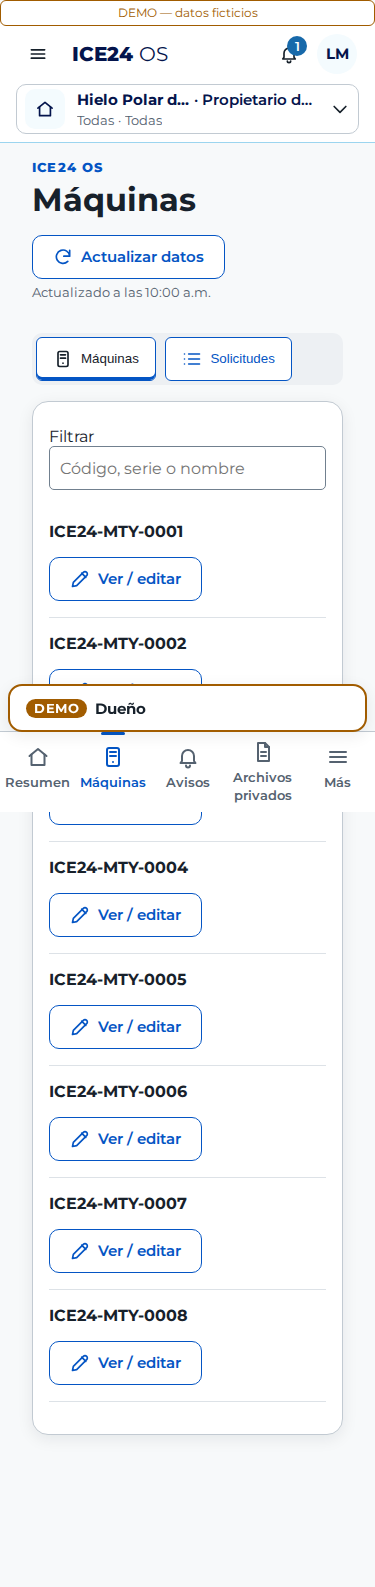 DEMO — datos ficticios
ICE24 OS
1
LM
Hielo Polar d... · Propietario d...
Todas · Todas
ICE24 OS
Máquinas
Actualizar datos
Actualizado a las 10:00 a.m.
Máquinas
Solicitudes
Filtrar
Código, serie o nombre
ICE24-MTY-0001
Ver / editar
ICE24-MTY-0002
DEMO Dueño
Resumen
Máquinas
Avisos
Archivos privados
Más
ICE24-MTY-0004
Ver / editar
ICE24-MTY-0005
Ver / editar
ICE24-MTY-0006
Ver / editar
ICE24-MTY-0007
Ver / editar
ICE24-MTY-0008
Ver / editar